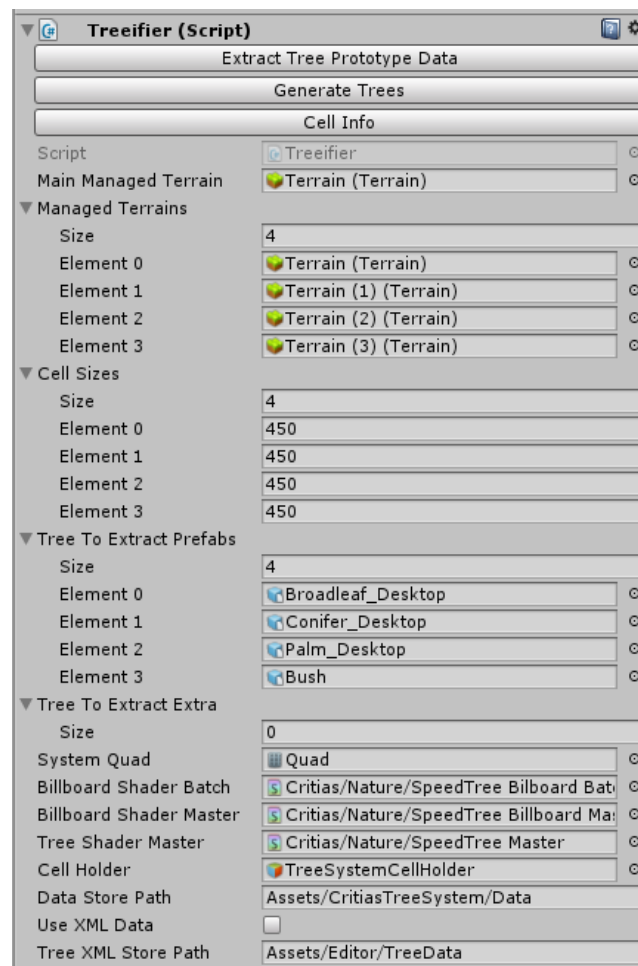 Treeifier (Script)
Extract Tree Prototype Data
Generate Trees
Cell Info
Script Treeifier
Main Managed Terrain Terrain (Terrain)
Managed Terrains
Size 4
Element 0 Terrain (Terrain)
Element 1 Terrain (1) (Terrain)
Element 2 Terrain (2) (Terrain)
Element 3 Terrain (3) (Terrain)
Cell Sizes
Size 4
Element 0 450
Element 1 450
Element 2 450
Element 3 450
Tree To Extract Prefabs
Size 4
Element 0 Broadleaf_Desktop
Element 1 Conifer_Desktop
Element 2 Palm_Desktop
Element 3 Bush
Tree To Extract Extra
Size 0
System Quad Quad
Billboard Shader Batch Critias/Nature/SpeedTree Bilboard Bat
Billboard Shader Master Critias/Nature/SpeedTree Billboard Ma
Tree Shader Master Critias/Nature/SpeedTree Master
Cell Holder TreeSystemCellHolder
Data Store Path Assets/CritiasTreeSystem/Data
Use XML Data
Tree XML Store Path Assets/Editor/TreeData